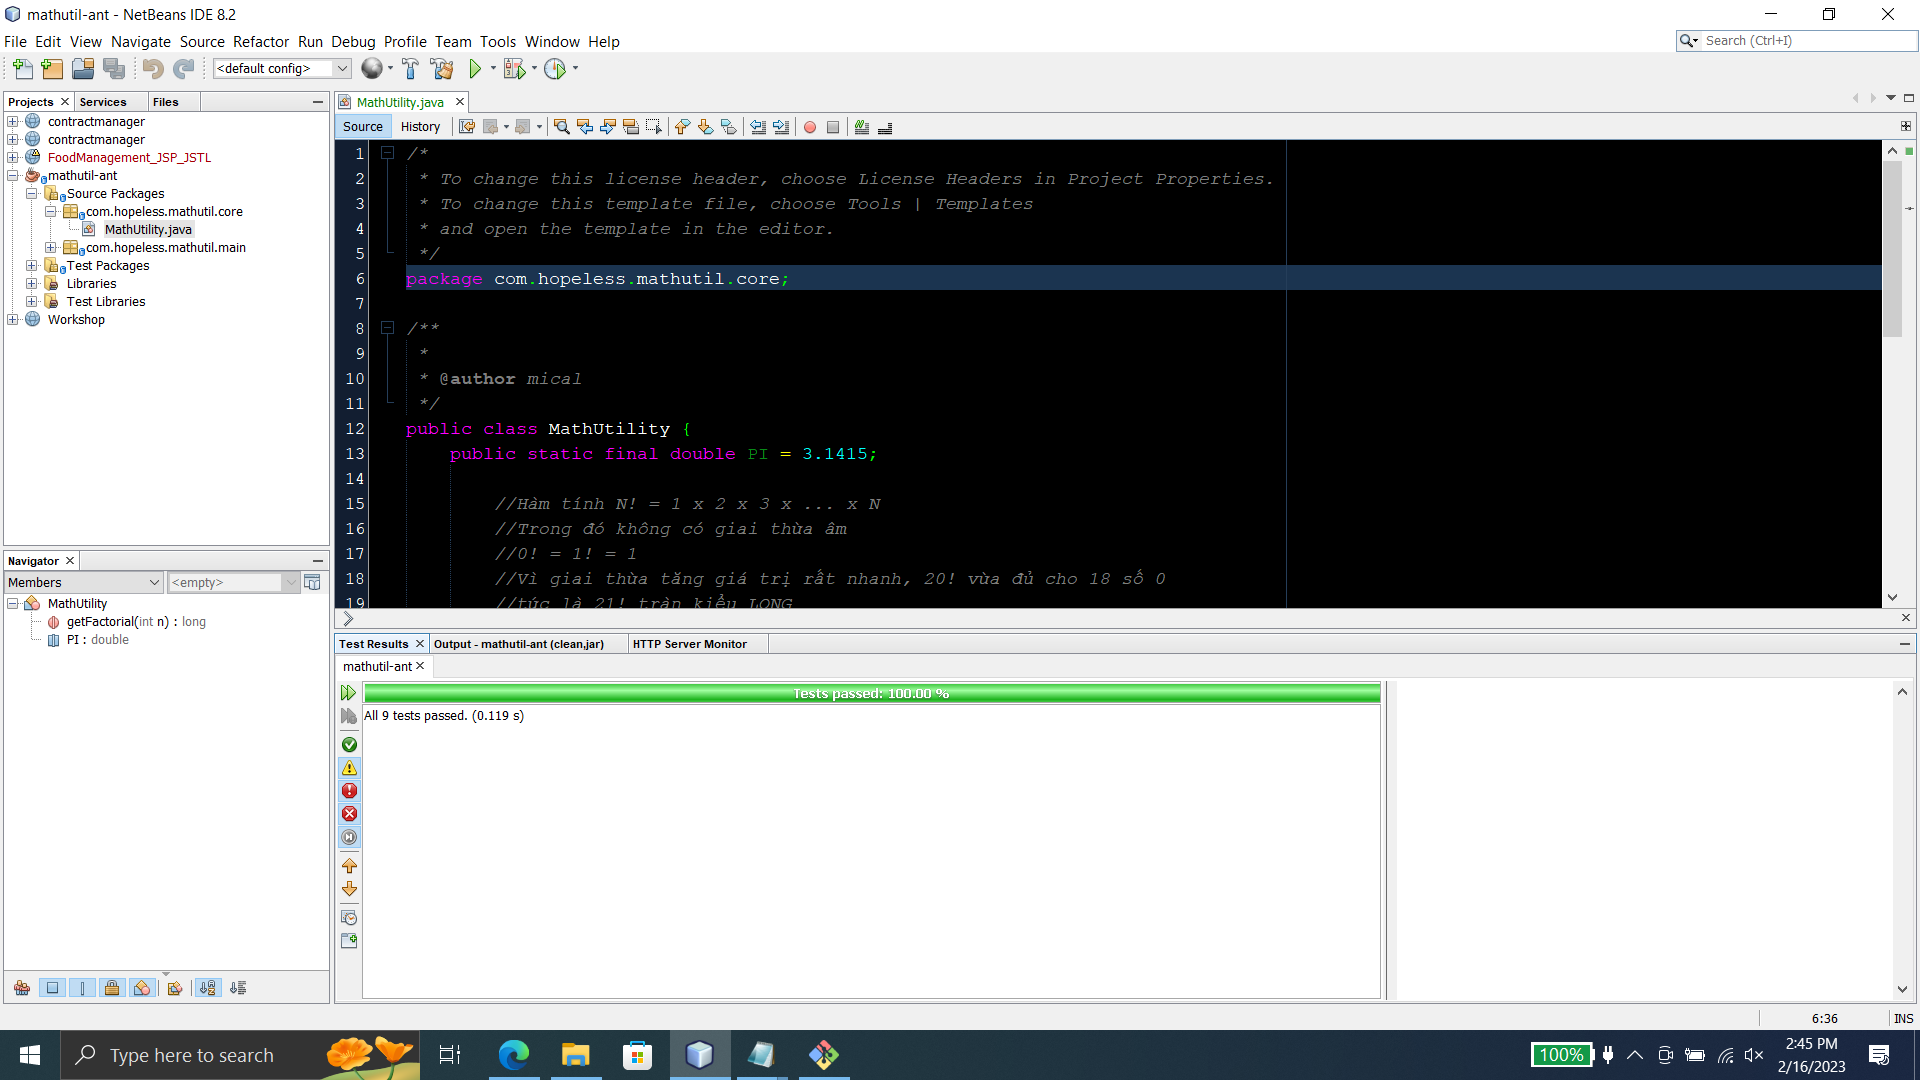 mathutil-ant - NetBeans IDE 8.2
File Edit View Navigate Source Refactor Run Debug Profile Team Tools Window Help
Search (Ctrl+I)
<default config>
Projects Services Files
contractmanager
contractmanager
FoodManagement_JSP_JSTL
mathutil-ant
Source Packages
com.hopeless.mathutil.core
MathUtility.java
com.hopeless.mathutil.main
Test Packages
Libraries
Test Libraries
Workshop
Navigator
Members <empty>
MathUtility
getFactorial(int n) : long
PI : double
MathUtility.java
Source History
1 /*
2 * To change this license header, choose License Headers in Project Properties.
3 * To change this template file, choose Tools | Templates
4 * and open the template in the editor.
5 */
6 package com.hopeless.mathutil.core;
7
8 /**
9 *
10 * @author mical
11 */
12 public class MathUtility {
13 public static final double PI = 3.1415;
14
15 //Hàm tính N! = 1 x 2 x 3 x ... x N
16 //Trong đó không có giai thừa âm
17 //0! = 1! = 1
18 //Vì giai thừa tăng giá trị rất nhanh, 20! vừa đủ cho 18 số 0
19 //túc là 21! tràn kiểu LONG
Test Results Output - mathutil-ant (clean,jar) HTTP Server Monitor
mathutil-ant
Tests passed: 100.00 %
All 9 tests passed. (0.119 s)
6:36 INS
Type here to search
100%
2:45 PM
2/16/2023